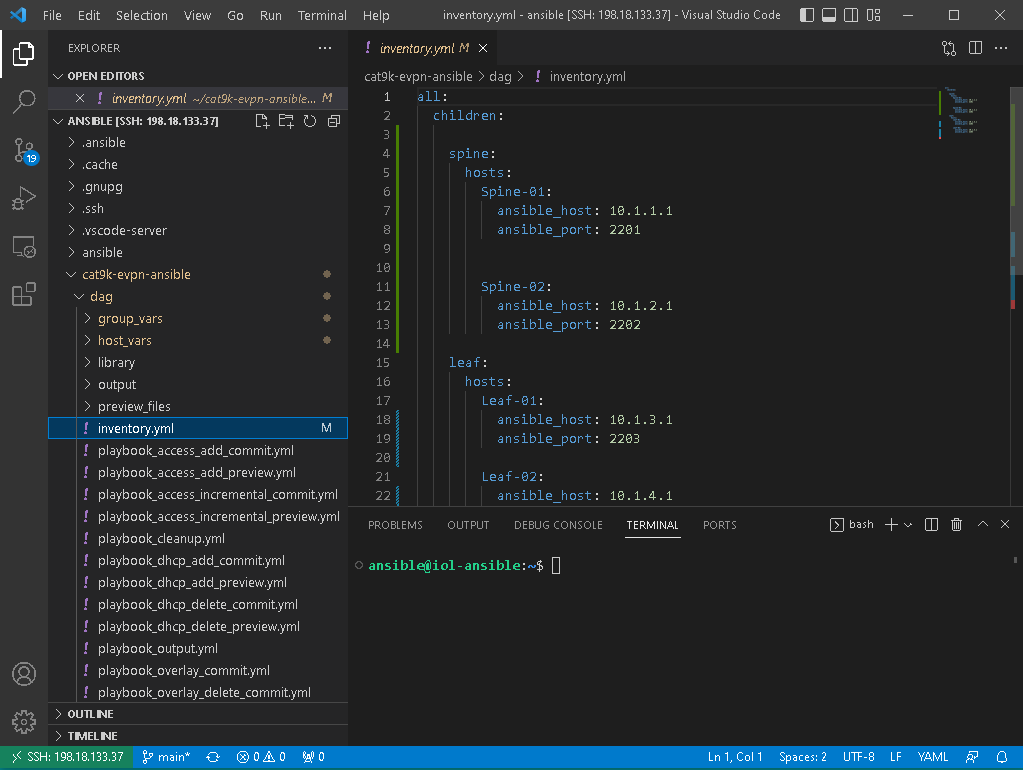 File Edit Selection View Go Run Terminal Help inventory.yml - ansible [SSH: 198.18.133.37] - Visual Studio Code
EXPLORER
OPEN EDITORS
! inventory.yml ~/cat9k-evpn-ansible... M
ANSIBLE [SSH: 198.18.133.37]
.ansible
.cache
.gnupg
.ssh
.vscode-server
ansible
cat9k-evpn-ansible
dag
group_vars
host_vars
library
output
preview_files
! inventory.yml M
! playbook_access_add_commit.yml
! playbook_access_add_preview.yml
! playbook_access_incremental_commit.yml
! playbook_access_incremental_preview.yml
! playbook_cleanup.yml
! playbook_dhcp_add_commit.yml
! playbook_dhcp_add_preview.yml
! playbook_dhcp_delete_commit.yml
! playbook_dhcp_delete_preview.yml
! playbook_output.yml
! playbook_overlay_commit.yml
! playbook_overlay_delete_commit.yml
OUTLINE
TIMELINE
19
! inventory.yml M
cat9k-evpn-ansible > dag > ! inventory.yml
1 all:
2 children:
3
4 spine:
5 hosts:
6 Spine-01:
7 ansible_host: 10.1.1.1
8 ansible_port: 2201
9
10
11 Spine-02:
12 ansible_host: 10.1.2.1
13 ansible_port: 2202
14
15 leaf:
16 hosts:
17 Leaf-01:
18 ansible_host: 10.1.3.1
19 ansible_port: 2203
20
21 Leaf-02:
22 ansible_host: 10.1.4.1
PROBLEMS OUTPUT DEBUG CONSOLE TERMINAL PORTS bash
ansible@iol-ansible:~$
SSH: 198.18.133.37 main* 0 0 0 Ln 1, Col 1 Spaces: 2 UTF-8 LF YAML